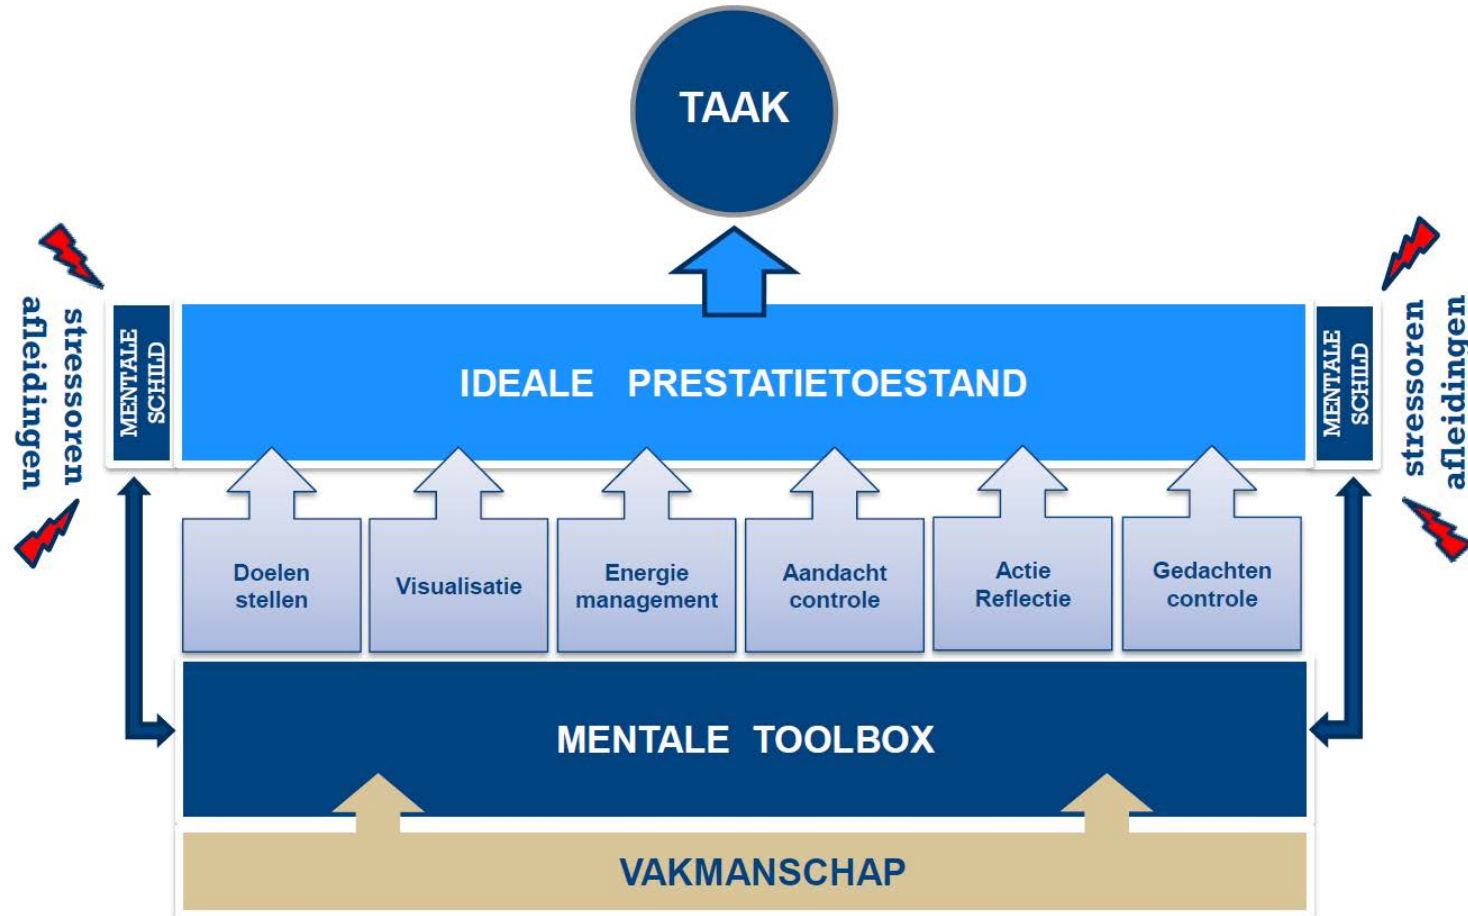 TAAK
stressoren
afleidingen
MENTALE
SCHILD
IDEALE PRESTATIETOESTAND
MENTALE
SCHILD
stressoren
afleidingen
Doelen
stellen
Visualisatie
Energie
management
Aandacht
controle
Actie
Reflectie
Gedachten
controle
MENTALE TOOLBOX
VAKMANSCHAP